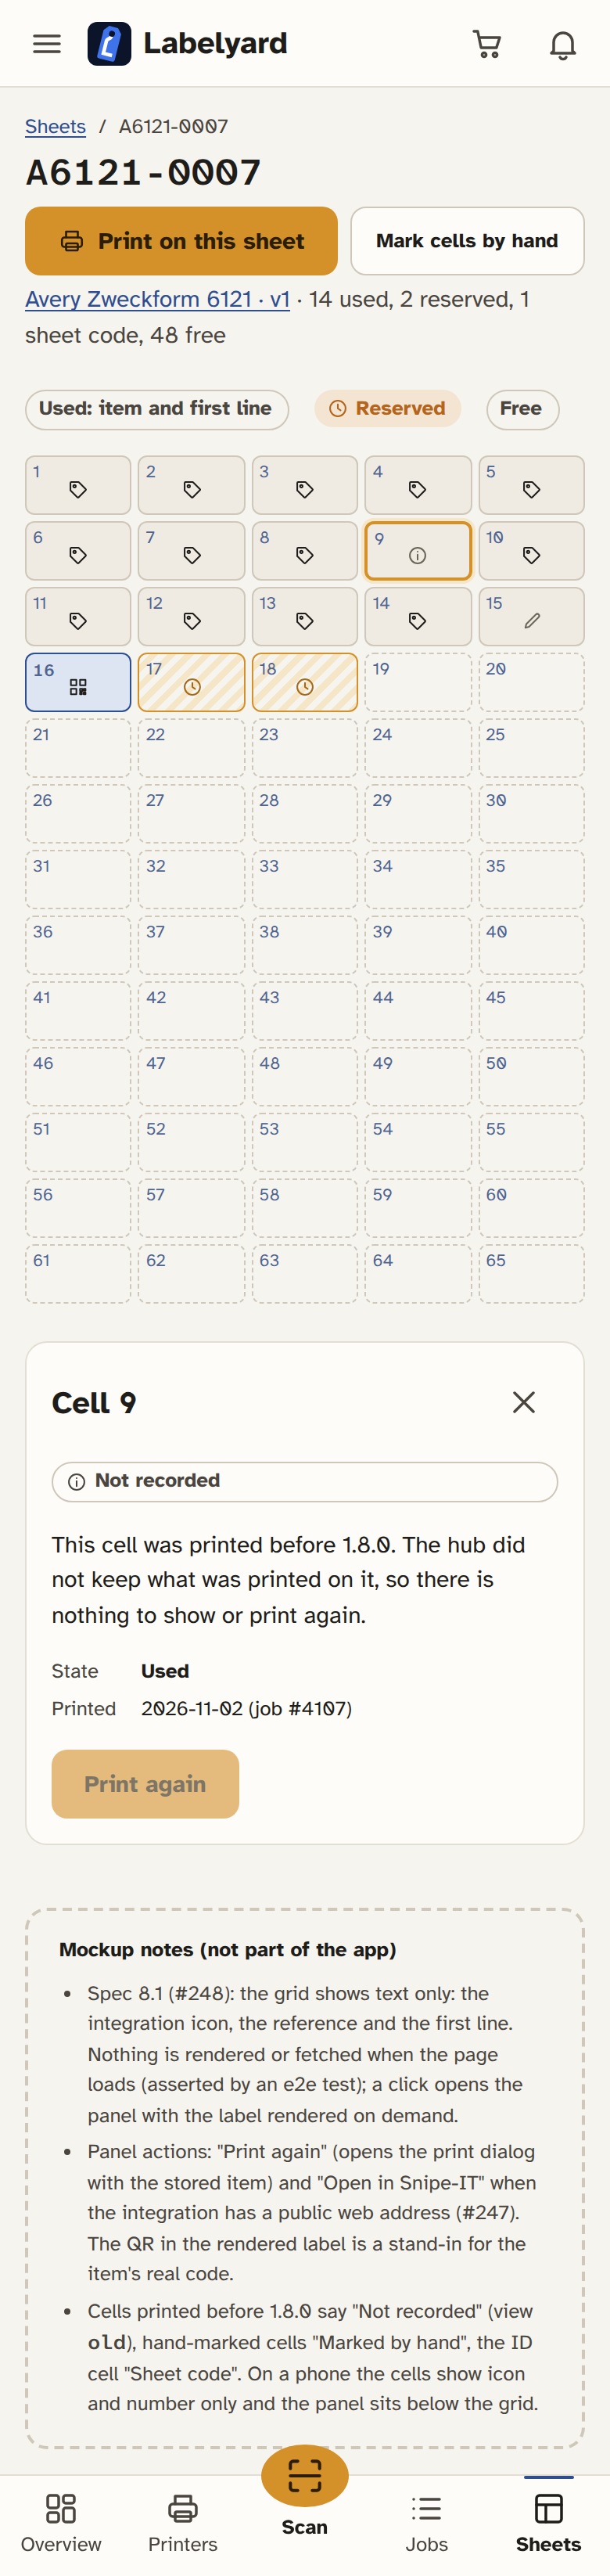 Labelyard
Sheets / A6121-0007
A6121-0007
Print on this sheet
Mark cells by hand
Avery Zweckform 6121 · v1 · 14 used, 2 reserved, 1
sheet code, 48 free
Used: item and first line
Reserved
Free
1 2 3 4 5
6 7 8 9 10
11 12 13 14 15
16 17 18 19 20
21 22 23 24 25
26 27 28 29 30
31 32 33 34 35
36 37 38 39 40
41 42 43 44 45
46 47 48 49 50
51 52 53 54 55
56 57 58 59 60
61 62 63 64 65
Cell 9
Not recorded
This cell was printed before 1.8.0. The hub did
not keep what was printed on it, so there is
nothing to show or print again.
State Used
Printed 2026-11-02 (job #4107)
Print again
Mockup notes (not part of the app)
• Spec 8.1 (#248): the grid shows text only: the
integration icon, the reference and the first line.
Nothing is rendered or fetched when the page
loads (asserted by an e2e test); a click opens the
panel with the label rendered on demand.
• Panel actions: "Print again" (opens the print dialog
with the stored item) and "Open in Snipe-IT" when
the integration has a public web address (#247).
The QR in the rendered label is a stand-in for the
item's real code.
• Cells printed before 1.8.0 say "Not recorded" (view
old), hand-marked cells "Marked by hand", the ID
cell "Sheet code". On a phone the cells show icon
and number only and the panel sits below the grid.
Overview
Printers
Scan
Jobs
Sheets